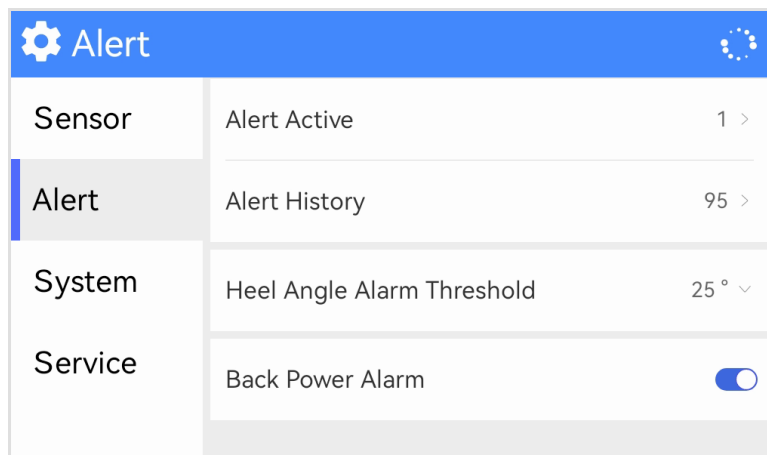 Alert
Sensor
Alert
System
Service
Alert Active 1
Alert History 95
Heel Angle Alarm Threshold 25 °
Back Power Alarm